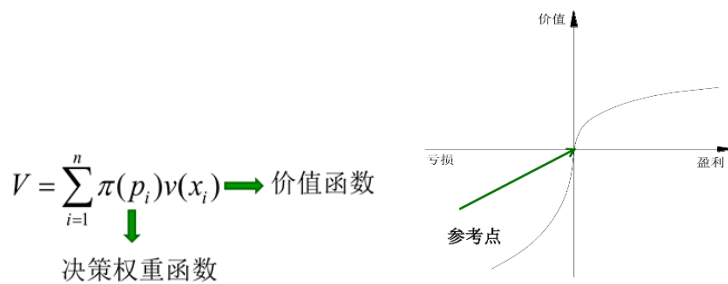 V = \sum_{i=1}^{n} π(p_i)v(x_i) 价值函数
决策权重函数
价值
亏损
盈利
参考点